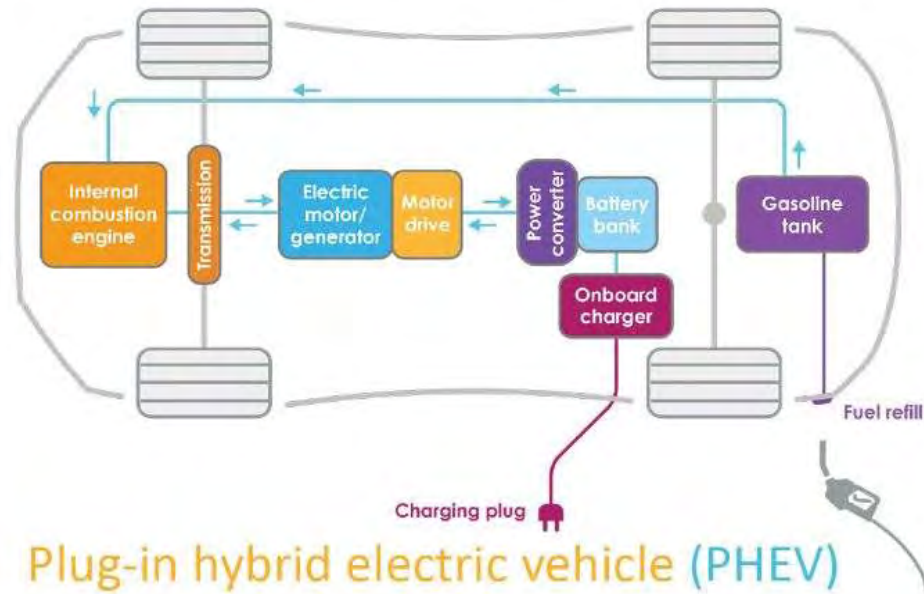 Internal
combustion
engine
Transmission
Electric
motor/
generator
Motor
drive
Power
converter
Battery
bank
Gasoline
tank
Onboard
charger
Fuel refill
Charging plug
Plug-in hybrid electric vehicle (PHEV)